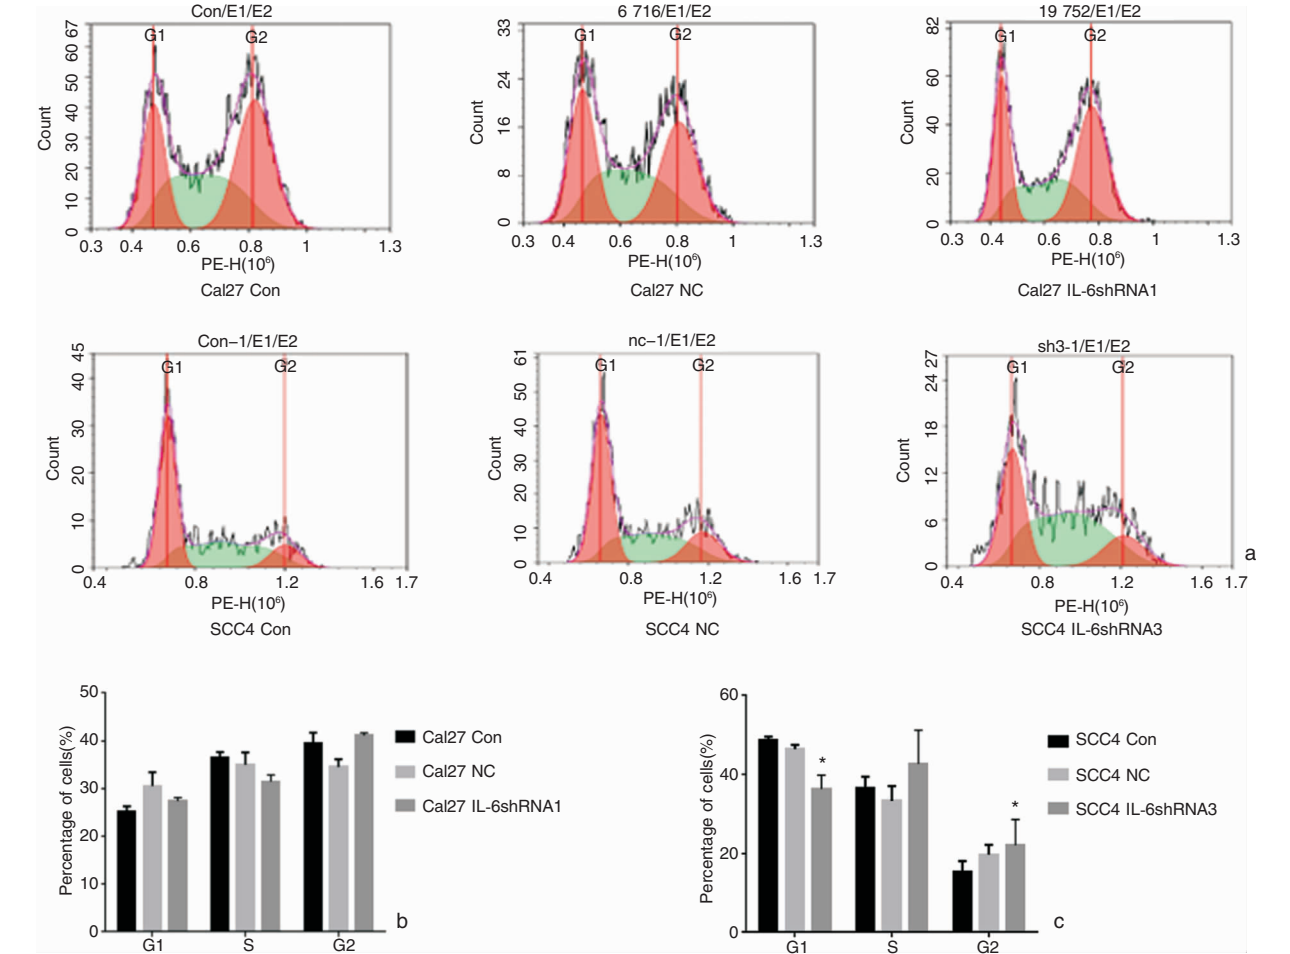 Con/E1/E2
6 716/E1/E2
19 752/E1/E2
67
60
50
40
30
20
10
0
Count
G1
G2
0.3 0.4 0.6 0.8 1 1.3
PE-H(10⁶)
Cal27 Con
33
24
16
8
0
Count
G1
G2
0.3 0.4 0.6 0.8 1 1.3
PE-H(10⁶)
Cal27 NC
82
60
40
20
0
Count
G1
G2
0.3 0.4 0.6 0.8 1 1.3
PE-H(10⁶)
Cal27 IL-6shRNA1
Con−1/E1/E2
nc−1/E1/E2
sh3-1/E1/E2
45
40
30
20
10
0
Count
G1
G2
0.4 0.8 1.2 1.6 1.7
PE-H(10⁶)
SCC4 Con
61
50
40
30
20
10
0
Count
G1
G2
0.4 0.8 1.2 1.6 1.7
PE-H(10⁶)
SCC4 NC
27
24
18
12
6
0
Count
G1
G2
0.4 0.8 1.2 1.6 1.7
PE-H(10⁶)
SCC4 IL-6shRNA3
a
50
40
30
20
10
0
Percentage of cells(%)
G1 S G2
Cal27 Con
Cal27 NC
Cal27 IL-6shRNA1
b
60
40
20
0
Percentage of cells(%)
*
*
G1 S G2
SCC4 Con
SCC4 NC
SCC4 IL-6shRNA3
c